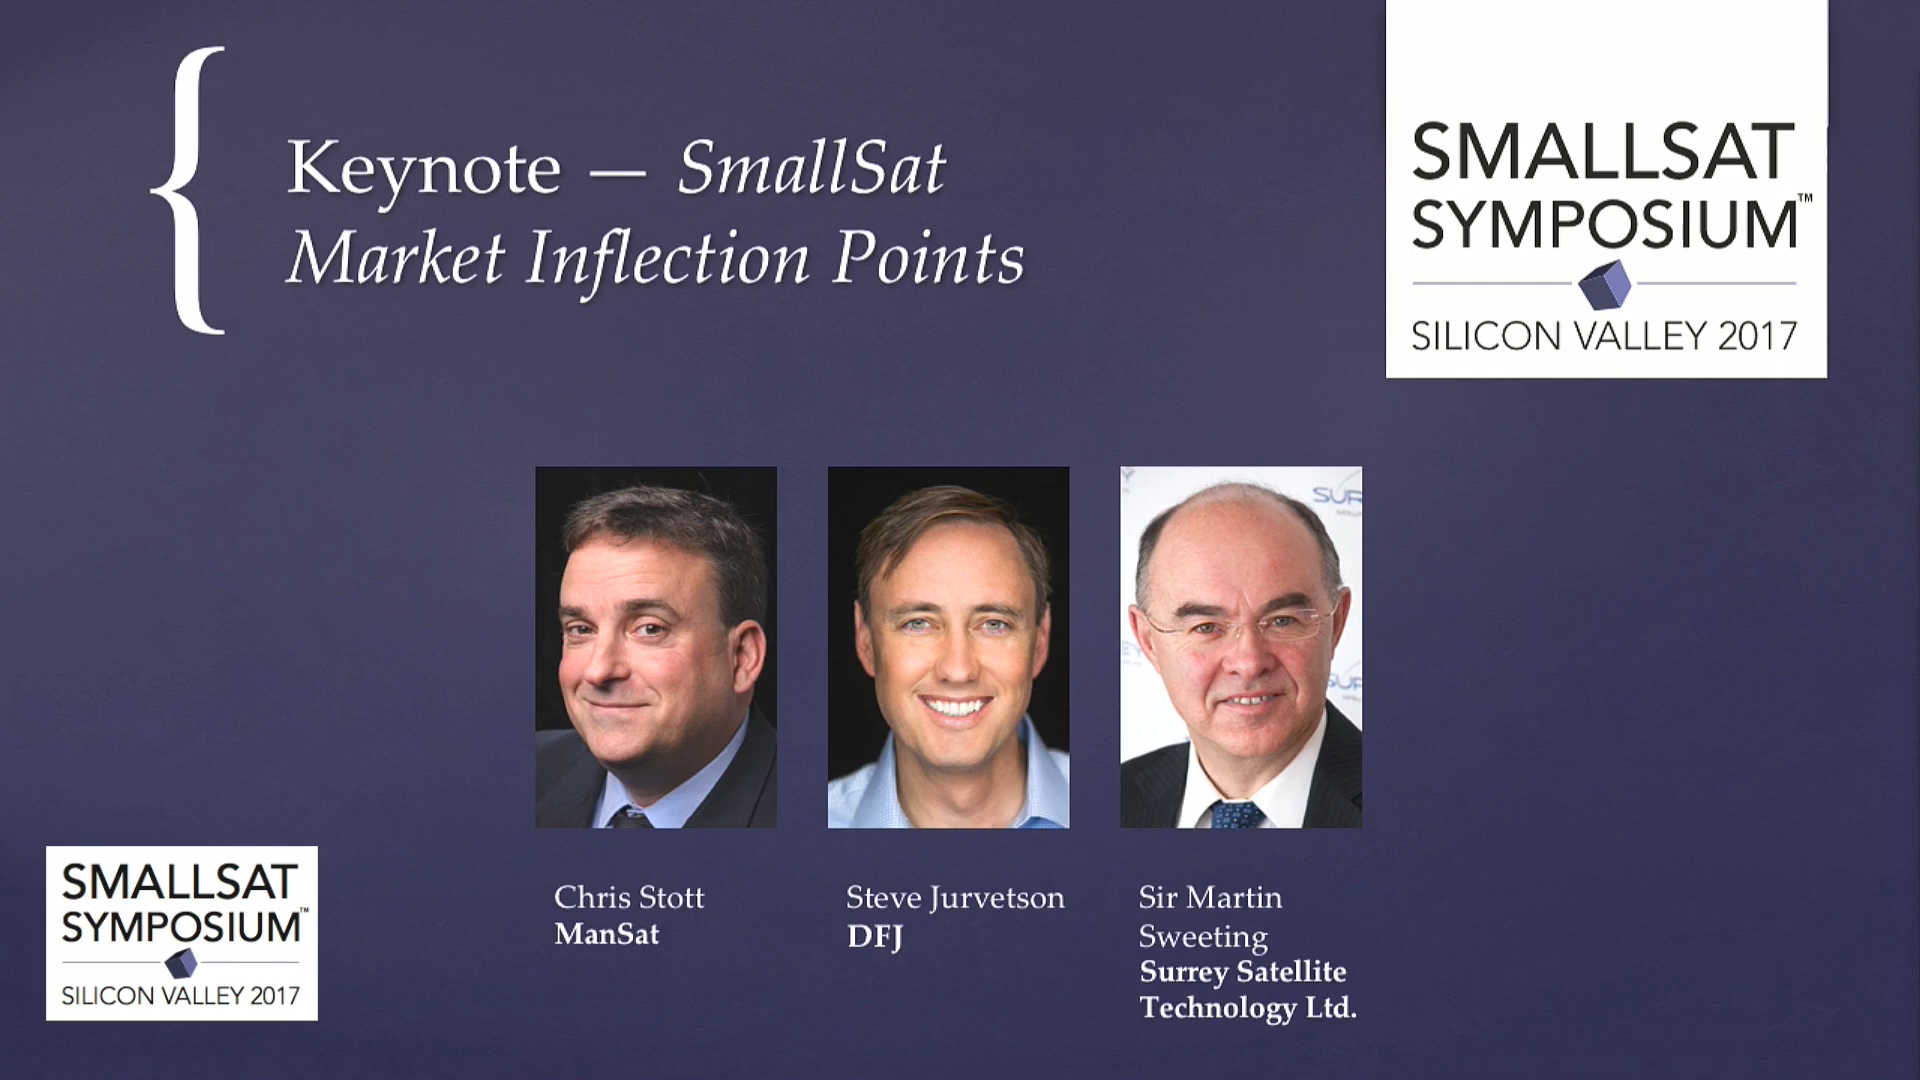 Keynote — SmallSat
Market Inflection Points
SMALLSAT
SYMPOSIUM™
SILICON VALLEY 2017
Chris Stott
ManSat
Steve Jurvetson
DFJ
Sir Martin
Sweeting
Surrey Satellite
Technology Ltd.
SMALLSAT
SYMPOSIUM™
SILICON VALLEY 2017